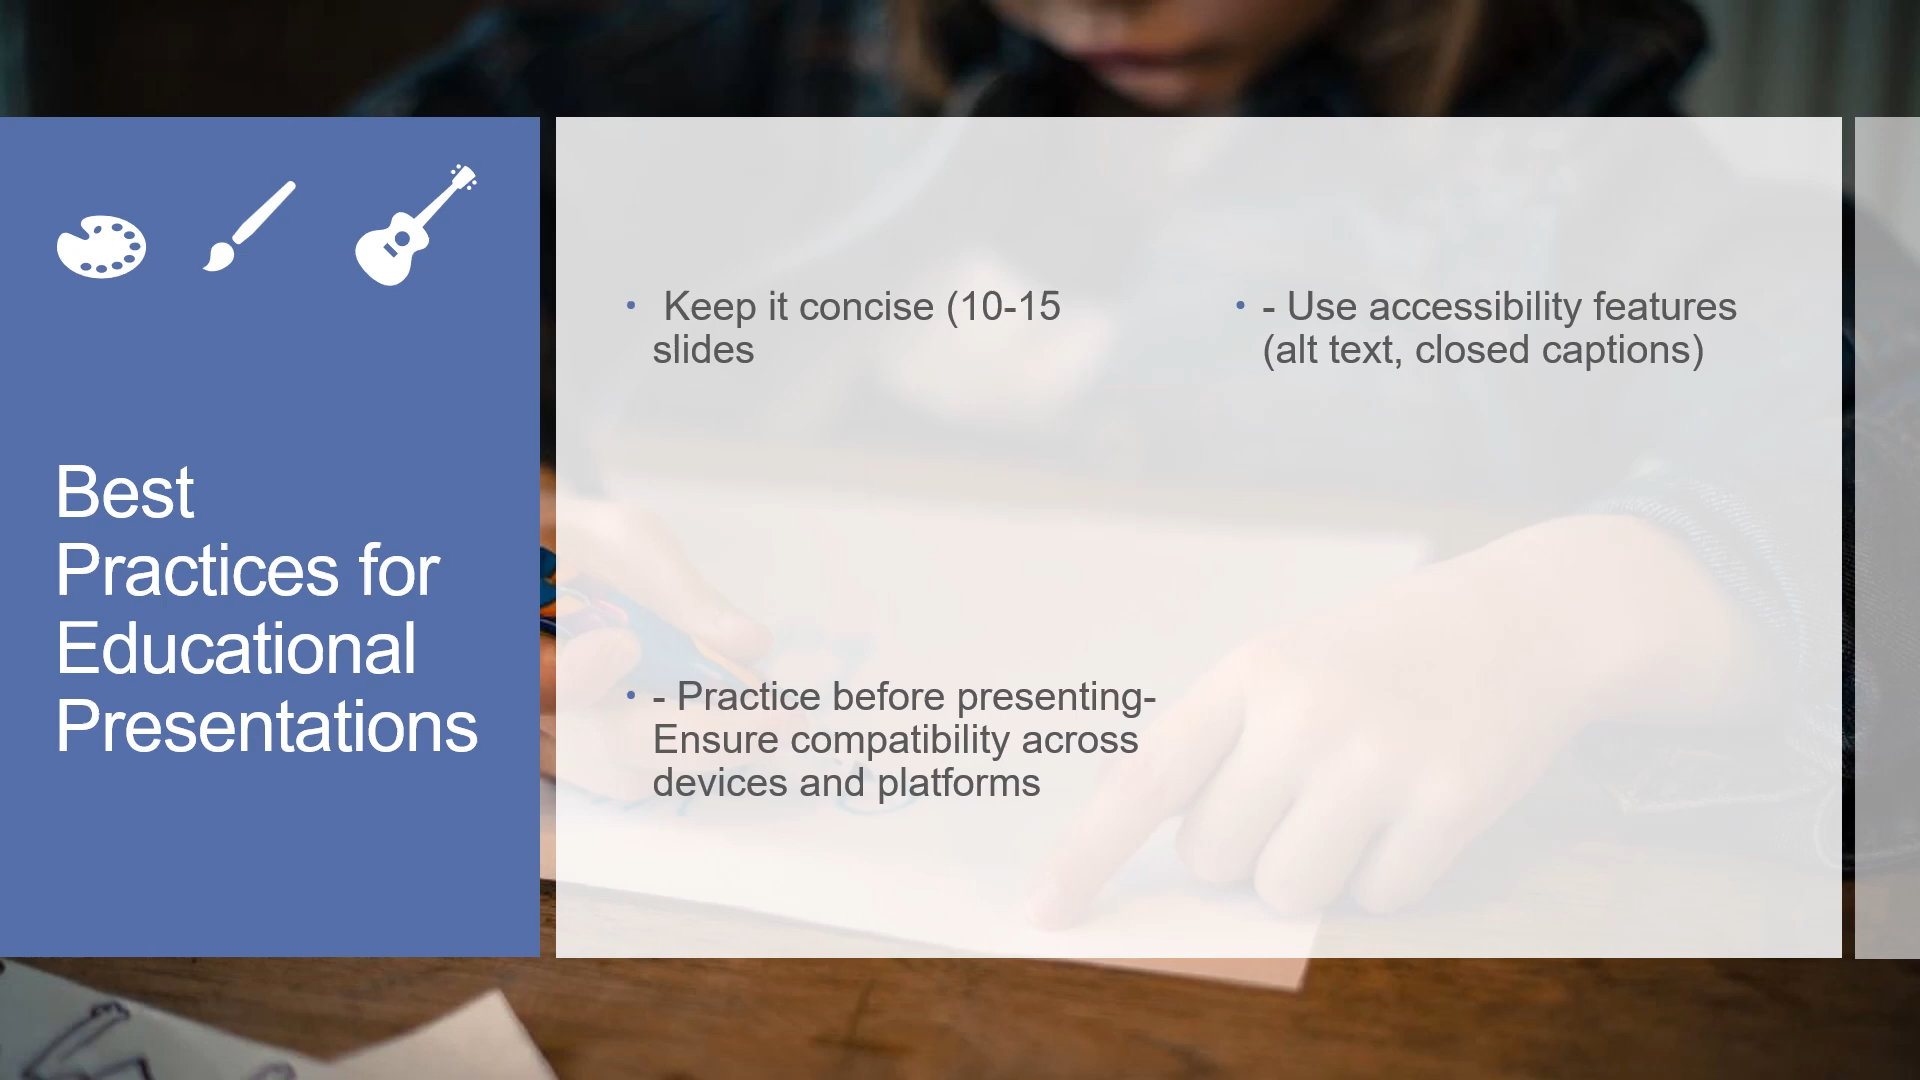 Best
Practices for
Educational
Presentations
• Keep it concise (10-15
slides
• - Use accessibility features
(alt text, closed captions)
• - Practice before presenting-
Ensure compatibility across
devices and platforms